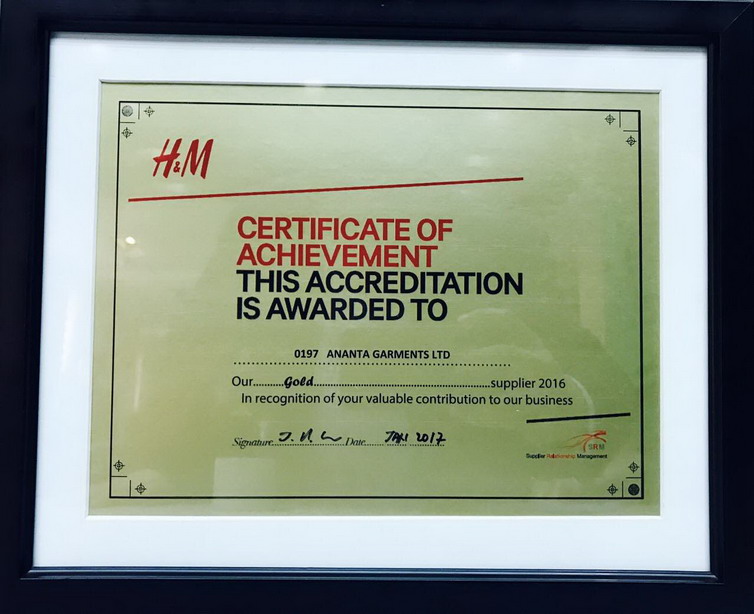 H&M
CERTIFICATE OF
ACHIEVEMENT
THIS ACCREDITATION
IS AWARDED TO
0197 ANANTA GARMENTS LTD
Our...........Gold..................................................supplier 2016
In recognition of your valuable contribution to our business
Signature Date JAN 2017
SRM
Supplier Relationship Management